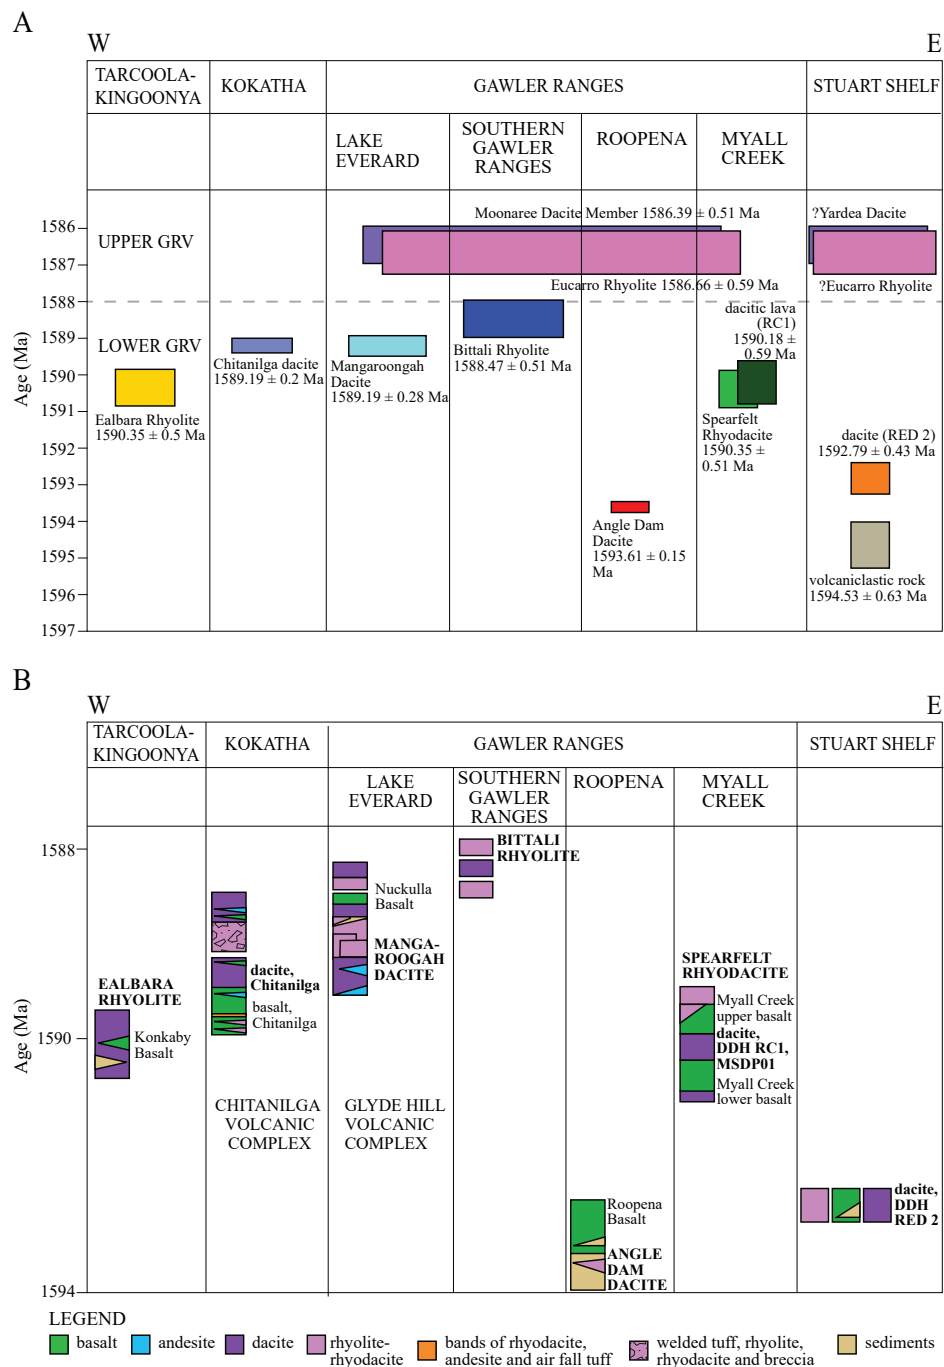 A
W
E
TARCOOLA-
KINGOONYA
KOKATHA
GAWLER RANGES
STUART SHELF
LAKE
EVERARD
SOUTHERN
GAWLER
RANGES
ROOPENA
MYALL
CREEK
Age (Ma)
1586
1587
1588
1589
1590
1591
1592
1593
1594
1595
1596
1597
UPPER GRV
LOWER GRV
Moonaree Dacite Member 1586.39 ± 0.51 Ma
Eucarro Rhyolite 1586.66 ± 0.59 Ma
?Yardea Dacite
?Eucarro Rhyolite
Ealbara Rhyolite
1590.35 ± 0.5 Ma
Chitanilga dacite
1589.19 ± 0.2 Ma
Mangaroongah
Dacite
1589.19 ± 0.28 Ma
Bittali Rhyolite
1588.47 ± 0.51 Ma
dacitic lava
(RC1)
1590.18 ±
0.59 Ma
Spearfelt
Rhyodacite
1590.35 ±
0.51 Ma
Angle Dam
Dacite
1593.61 ± 0.15
Ma
dacite (RED 2)
1592.79 ± 0.43 Ma
volcaniclastic rock
1594.53 ± 0.63 Ma
B
W
E
TARCOOLA-
KINGOONYA
KOKATHA
GAWLER RANGES
STUART SHELF
LAKE
EVERARD
SOUTHERN
GAWLER
RANGES
ROOPENA
MYALL
CREEK
Age (Ma)
1588
1590
1594
EALBARA
RHYOLITE
Konkaby
Basalt
dacite,
Chitanilga
basalt,
Chitanilga
CHITANILGA
VOLCANIC
COMPLEX
Nuckulla
Basalt
MANGA-
ROOGAH
DACITE
GLYDE HILL
VOLCANIC
COMPLEX
BITTALI
RHYOLITE
Roopena
Basalt
ANGLE
DAM
DACITE
SPEARFELT
RHYODACITE
Myall Creek
upper basalt
dacite,
DDH RC1,
MSDP01
Myall Creek
lower basalt
dacite,
DDH
RED 2
LEGEND
basalt
andesite
dacite
rhyolite-
rhyodacite
bands of rhyodacite,
andesite and air fall tuff
welded tuff, rhyolite,
rhyodacite and breccia
sediments